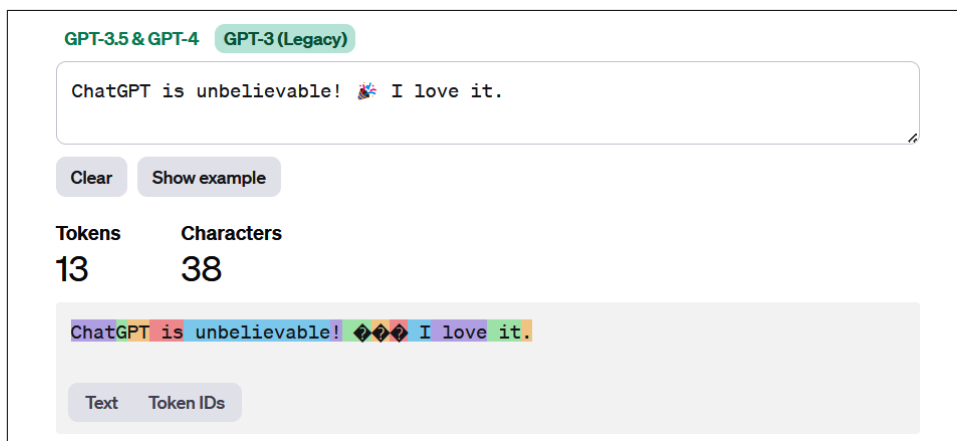 GPT-3.5 & GPT-4 GPT-3 (Legacy)
ChatGPT is unbelievable! 🎉 I love it.
Clear Show example
Tokens Characters
13 38
ChatGPT is unbelievable! ��� I love it.
Text Token IDs